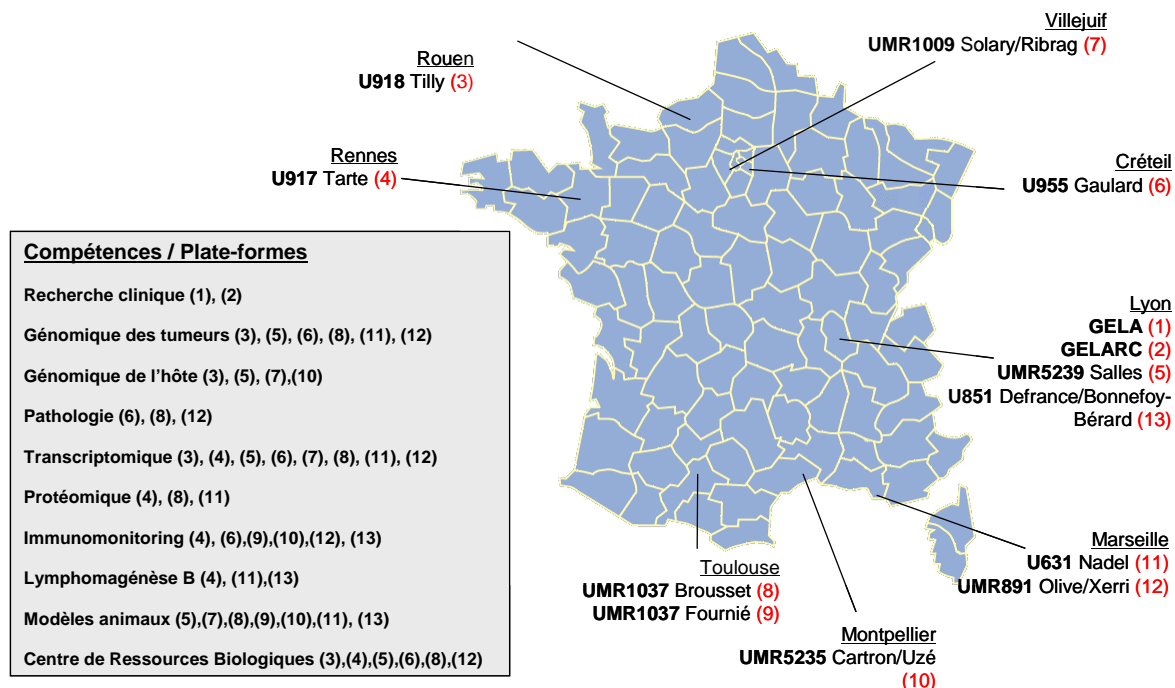 Villejuif
UMR1009 Solary/Ribrag (7)
Rouen
U918 Tilly (3)
Rennes
U917 Tarte (4)
Créteil
U955 Gaulard (6)
Compétences / Plate-formes
Recherche clinique (1), (2)
Génomique des tumeurs (3), (5), (6), (8), (11), (12)
Génomique de l’hôte (3), (5), (7),(10)
Pathologie (6), (8), (12)
Transcriptomique (3), (4), (5), (6), (7), (8), (11), (12)
Protéomique (4), (8), (11)
Immunomonitoring (4), (6),(9),(10),(12), (13)
Lymphomagénèse B (4), (11),(13)
Modèles animaux (5),(7),(8),(9),(10),(11), (13)
Centre de Ressources Biologiques (3),(4),(5),(6),(8),(12)
Lyon
GELA (1)
GELARC (2)
UMR5239 Salles (5)
U851 Defrance/Bonnefoy-
Bérard (13)
Marseille
U631 Nadel (11)
UMR891 Olive/Xerri (12)
Toulouse
UMR1037 Brousset (8)
UMR1037 Fournié (9)
Montpellier
UMR5235 Cartron/Uzé
(10)